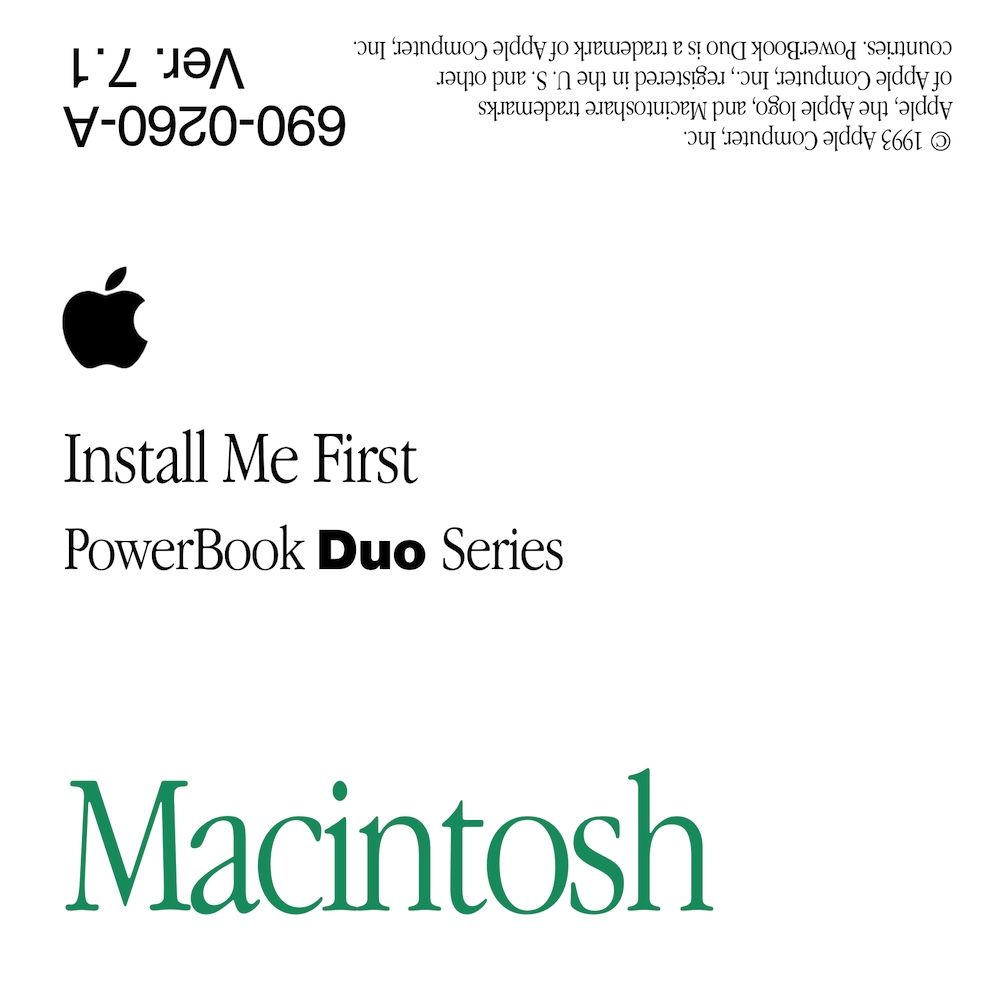 © 1993 Apple Computer, Inc.
Apple, the Apple logo, and Macintoshare trademarks
of Apple Computer, Inc., registered in the U. S. and other
countries. PowerBook Duo is a trademark of Apple Computer, Inc.
690-0260-A
Ver. 7.1
Install Me First
PowerBook Duo Series
Macintosh